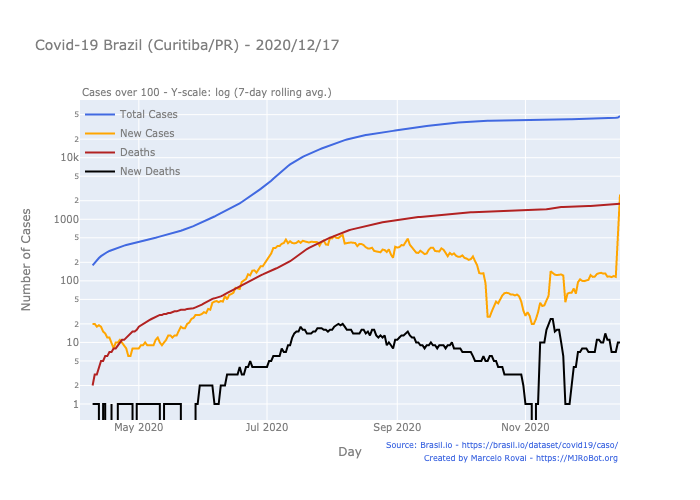 Covid-19 Brazil (Curitiba/PR) - 2020/12/17
Cases over 100 - Y-scale: log (7-day rolling avg.)
Total Cases
New Cases
Deaths
New Deaths
Number of Cases
5
2
10k
5
2
1000
5
2
100
5
2
10
5
2
1
May 2020
Jul 2020
Sep 2020
Nov 2020
Day
Source: Brasil.io - https://brasil.io/dataset/covid19/caso/
Created by Marcelo Rovai - https://MJRoBot.org